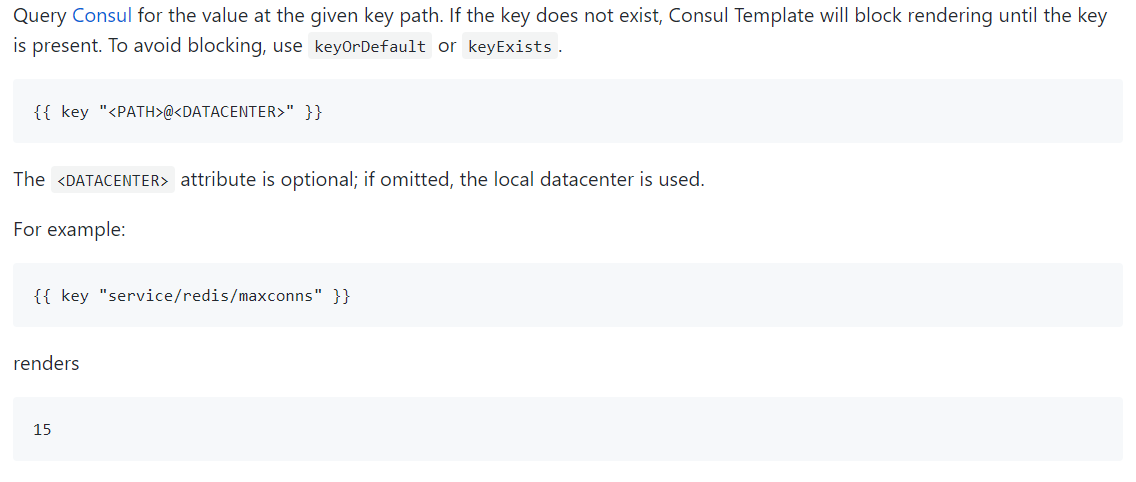 Query Consul for the value at the given key path. If the key does not exist, Consul Template will block rendering until the key
is present. To avoid blocking, use keyOrDefault or keyExists .
{{ key "<PATH>@<DATACENTER>" }}
The <DATACENTER> attribute is optional; if omitted, the local datacenter is used.
For example:
{{ key "service/redis/maxconns" }}
renders
15